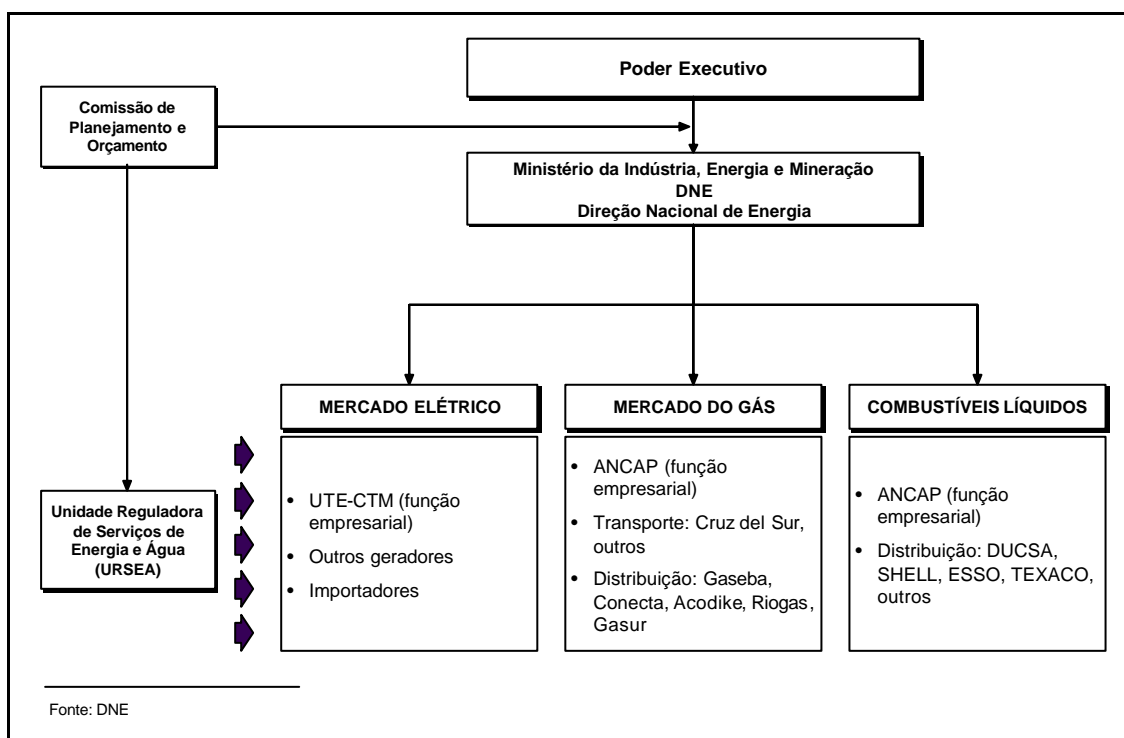 Poder Executivo
Comissão de
Planejamento e
Orçamento
Ministério da Indústria, Energia e Mineração
DNE
Direção Nacional de Energia
MERCADO ELÉTRICO
MERCADO DO GÁS
COMBUSTÍVEIS LÍQUIDOS
Unidade Reguladora
de Serviços de
Energia e Água
(URSEA)
• UTE-CTM (função
empresarial)
• Outros geradores
• Importadores
• ANCAP (função
empresarial)
• Transporte: Cruz del Sur,
outros
• Distribuição: Gaseba,
Conecta, Acodike, Riogas,
Gasur
• ANCAP (função
empresarial)
• Distribuição: DUCSA,
SHELL, ESSO, TEXACO,
outros
Fonte: DNE